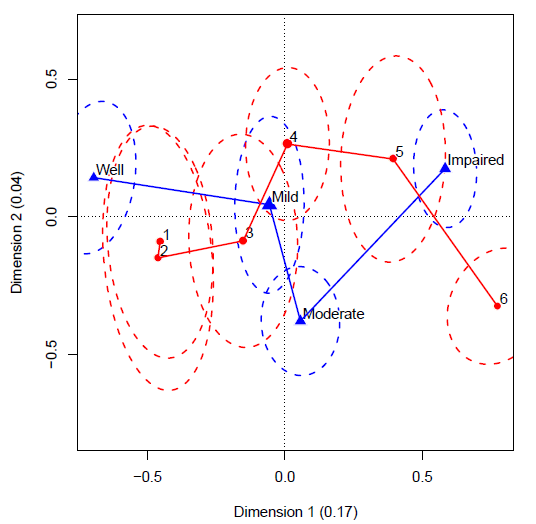 0.5
0.0
−0.5
Dimension 2 (0.04)
Well
Mild
Moderate
Impaired
1
2
3
4
5
6
−0.5
0.0
0.5
Dimension 1 (0.17)